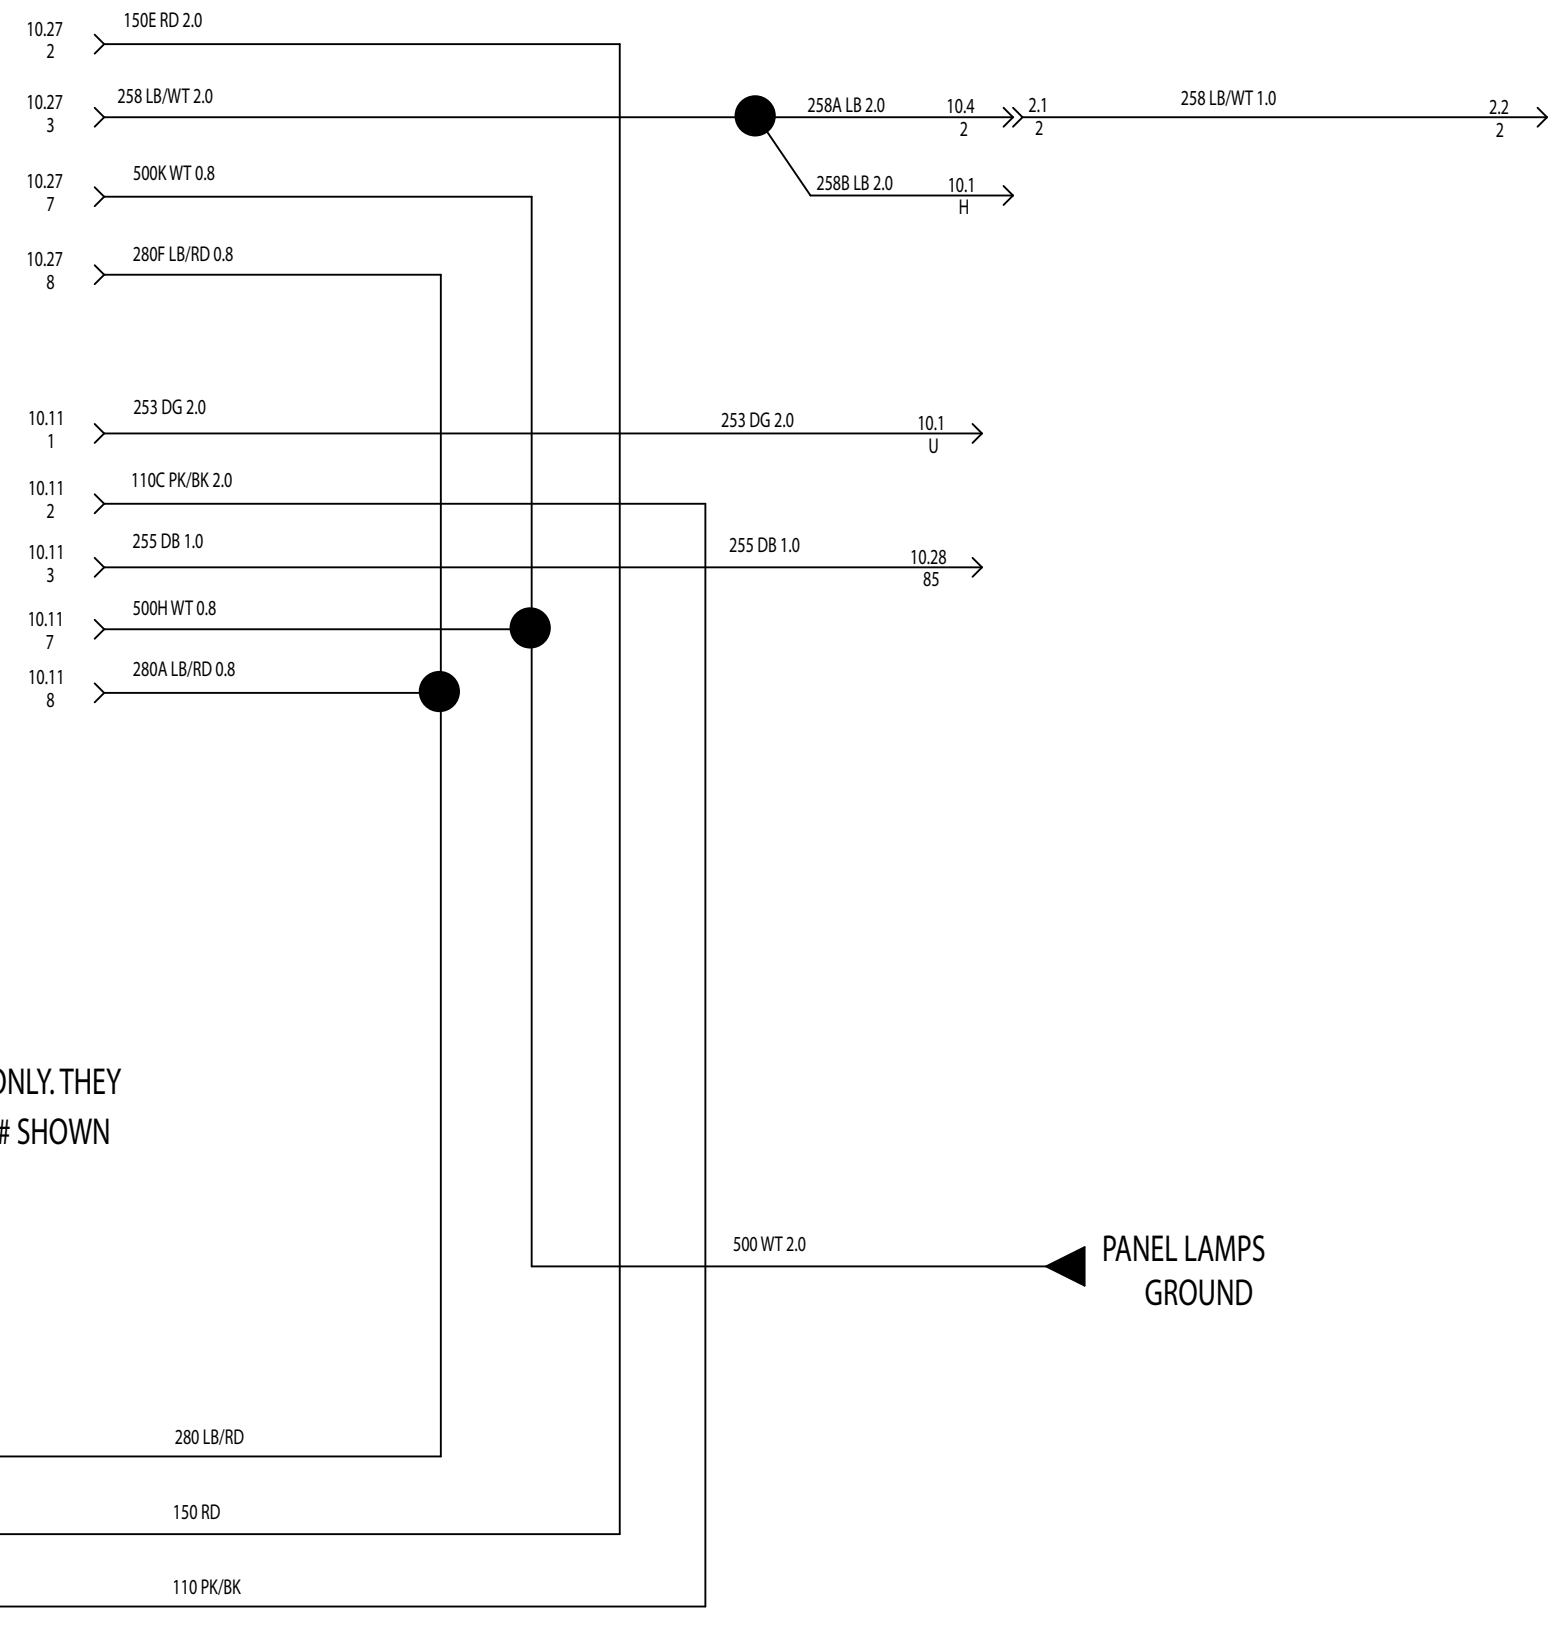 150E RD 2.0
10.27
2
258 LB/WT 2.0
10.27
3
258A LB 2.0
10.4
2
2.1
2
258 LB/WT 1.0
2.2
2
500K WT 0.8
10.27
7
258B LB 2.0
10.1
H
280F LB/RD 0.8
10.27
8
253 DG 2.0
10.11
1
253 DG 2.0
10.1
U
110C PK/BK 2.0
10.11
2
255 DB 1.0
10.11
3
255 DB 1.0
10.28
85
500H WT 0.8
10.11
7
280A LB/RD 0.8
10.11
8
ONLY. THEY
# SHOWN
500 WT 2.0
PANEL LAMPS
GROUND
280 LB/RD
150 RD
110 PK/BK